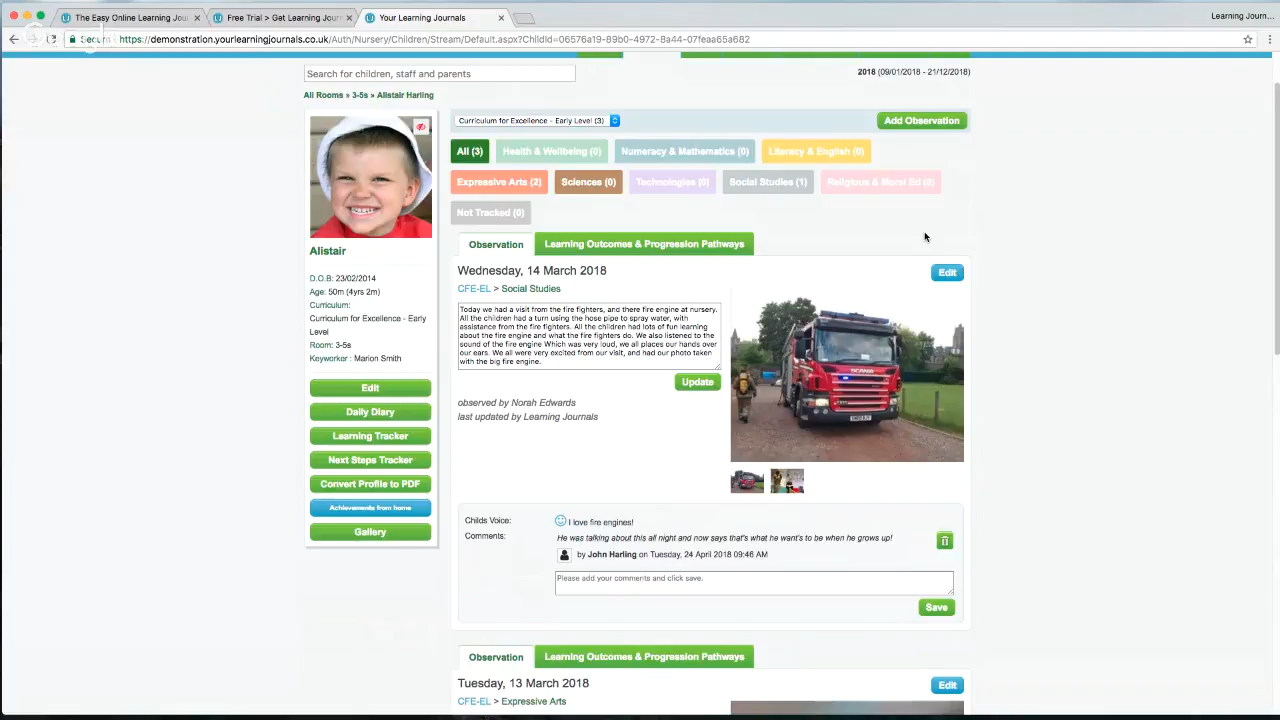 The Easy Online Learning Jou
Free Trial > Get Learning Jour
Your Learning Journals
Learning Journ...
https://demonstration.yourlearningjournals.co.uk/Auth/Nursery/Children/Stream/Default.aspx?ChildId=06576a19-89b0-4972-8a44-07feaa65a682
Search for children, staff and parents
2018 (09/01/2018 - 21/12/2018)
All Rooms » 3-5s » Alistair Harling
Curriculum for Excellence - Early Level (3)
Add Observation
All (3)
Health & Wellbeing (0)
Numeracy & Mathematics (0)
Literacy & English (0)
Expressive Arts (2)
Sciences (0)
Technologies (0)
Social Studies (1)
Religious & Moral Ed (0)
Not Tracked (0)
Alistair
D.O.B: 23/02/2014
Age: 50m (4yrs 2m)
Curriculum:
Curriculum for Excellence - Early
Level
Room: 3-5s
Keyworker : Marion Smith
Edit
Daily Diary
Learning Tracker
Next Steps Tracker
Convert Profile to PDF
Achievements from home
Gallery
Observation
Learning Outcomes & Progression Pathways
Wednesday, 14 March 2018
Edit
CFE-EL > Social Studies
Today we had a visit from the fire fighters, and there fire engine at nursery.
All the children had a turn using the hose pipe to spray water, with
assistance from the fire fighters. All the children had lots of fun learning
about the fire engine and what the fire fighters do. We also listened to the
sound of the fire engine Which was very loud, we all places our hands over
our ears. We all were very excited from our visit, and had our photo taken
with the big fire engine.
Update
observed by Norah Edwards
last updated by Learning Journals
SCANIA
Childs Voice:
I love fire engines!
Comments:
He was talking about this all night and now says that's what he want's to be when he grows up!
by John Harling on Tuesday, 24 April 2018 09:46 AM
Please add your comments and click save.
Save
Observation
Learning Outcomes & Progression Pathways
Tuesday, 13 March 2018
Edit
CFE-EL > Expressive Arts